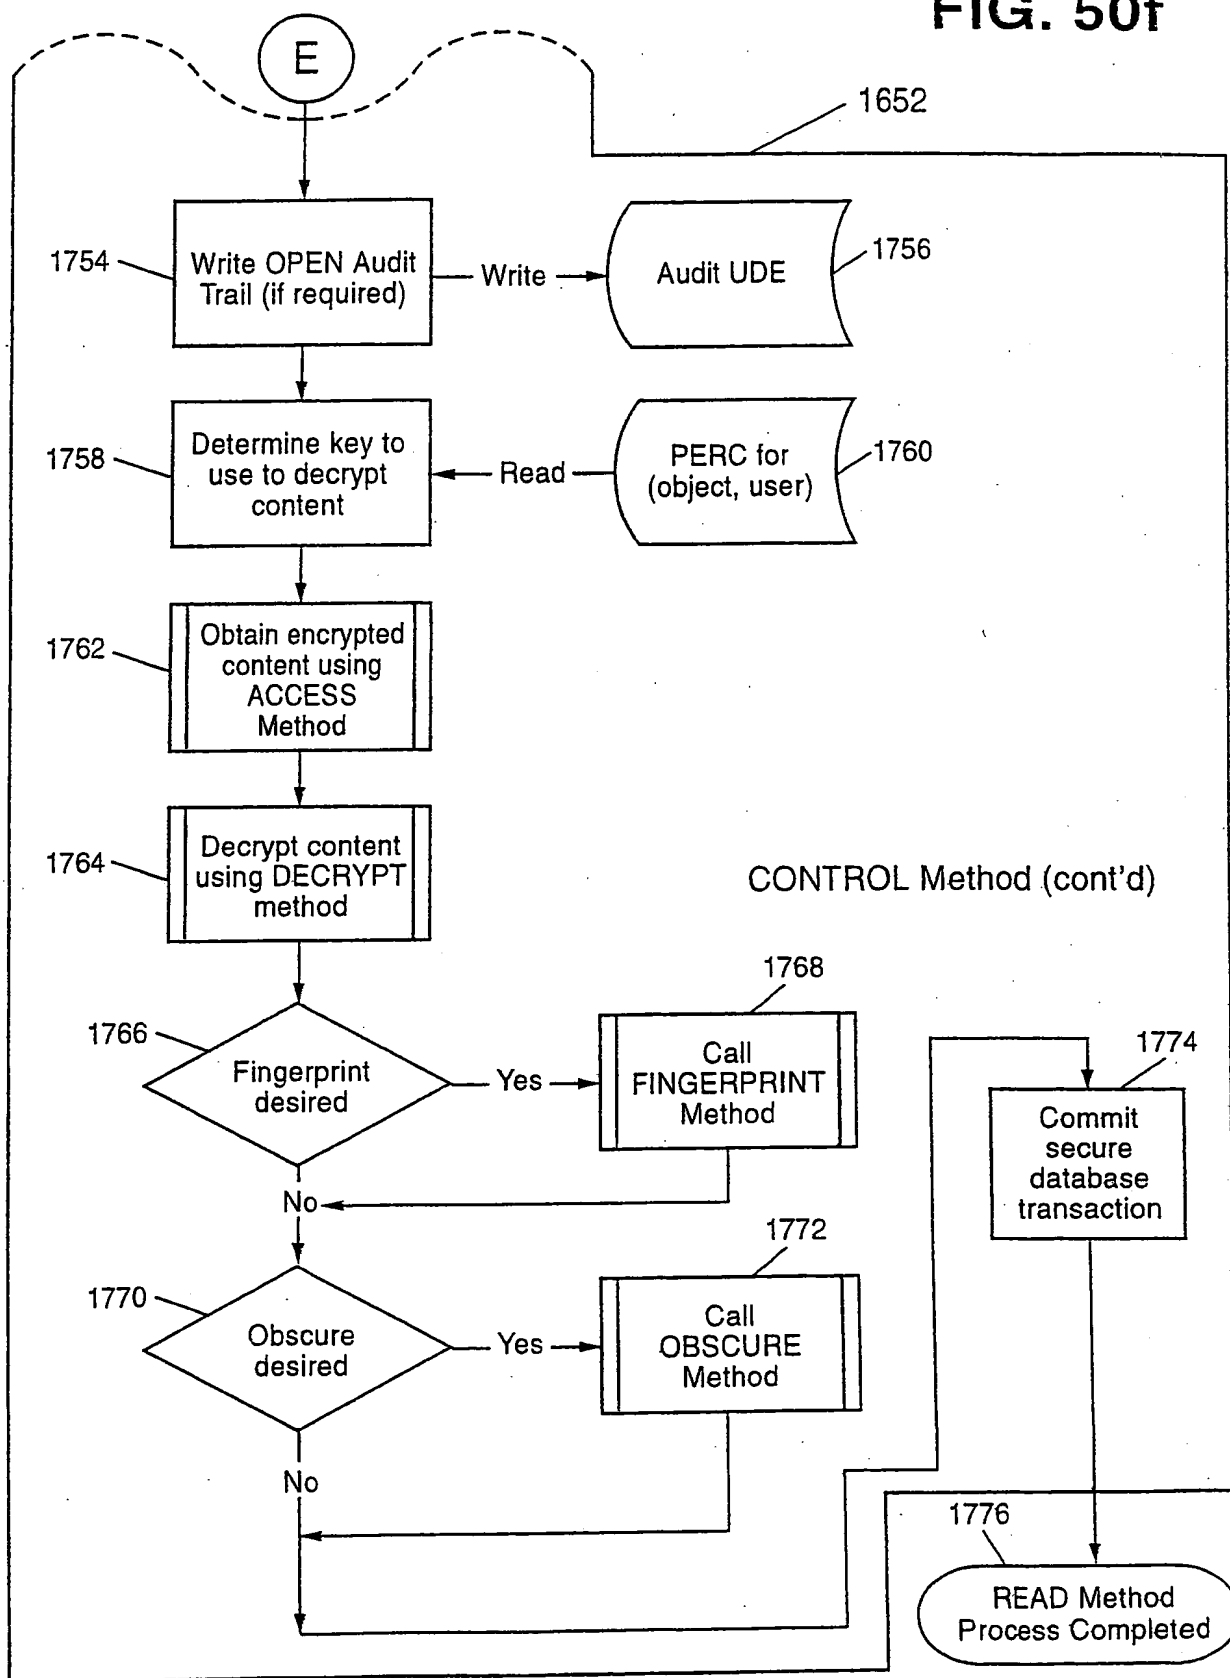 FIG. 50f
E
1652
1754
Write OPEN Audit
Trail (if required)
Write
Audit UDE
1756
1758
Determine key to
use to decrypt
content
Read
PERC for
(object, user)
1760
1762
Obtain encrypted
content using
ACCESS
Method
1764
Decrypt content
using DECRYPT
method
CONTROL Method (cont'd)
1766
Fingerprint
desired
Yes
1768
Call
FINGERPRINT
Method
No
1770
Obscure
desired
Yes
1772
Call
OBSCURE
Method
No
1774
Commit
secure
database
transaction
1776
READ Method
Process Completed